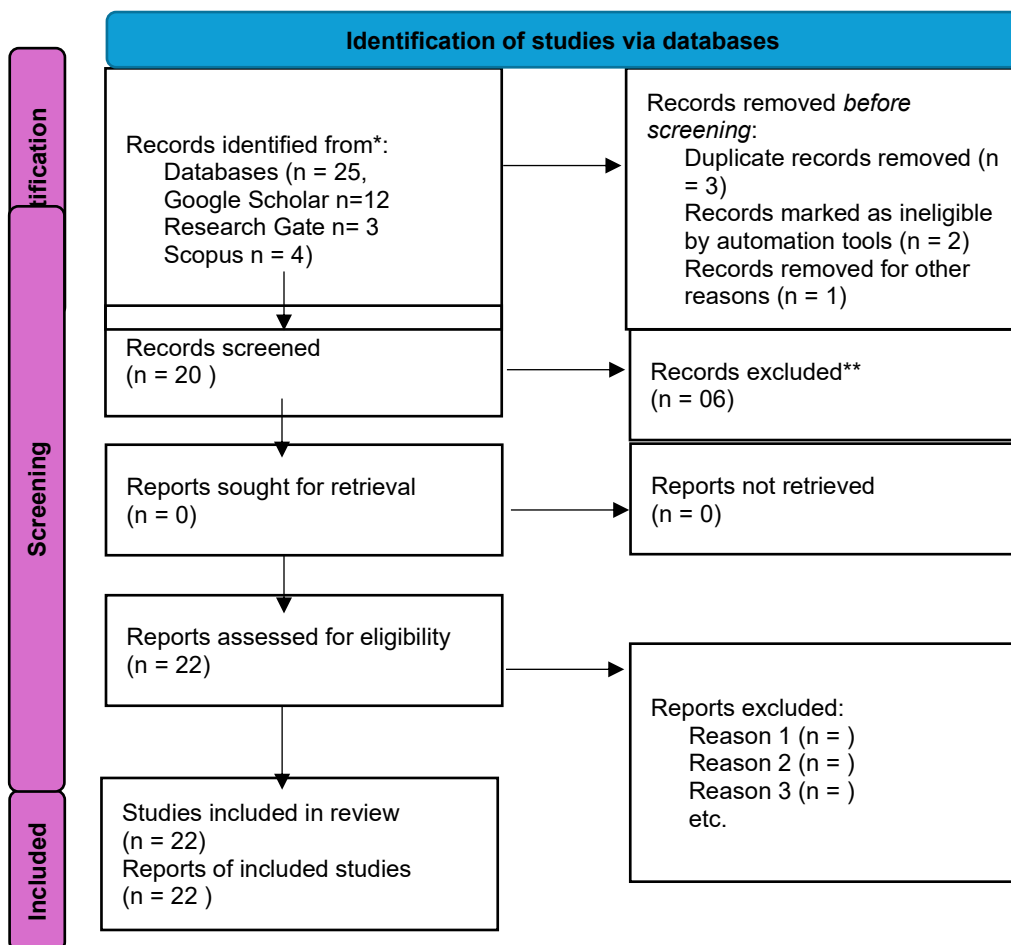 Identification of studies via databases
tification
Records identified from*:
Databases (n = 25,
Google Scholar n=12
Research Gate n= 3
Scopus n = 4)
Records removed before
screening:
Duplicate records removed (n
= 3)
Records marked as ineligible
by automation tools (n = 2)
Records removed for other
reasons (n = 1)
Screening
Records screened
(n = 20 )
Records excluded**
(n = 06)
Reports sought for retrieval
(n = 0)
Reports not retrieved
(n = 0)
Reports assessed for eligibility
(n = 22)
Reports excluded:
Reason 1 (n = )
Reason 2 (n = )
Reason 3 (n = )
etc.
Included
Studies included in review
(n = 22)
Reports of included studies
(n = 22 )